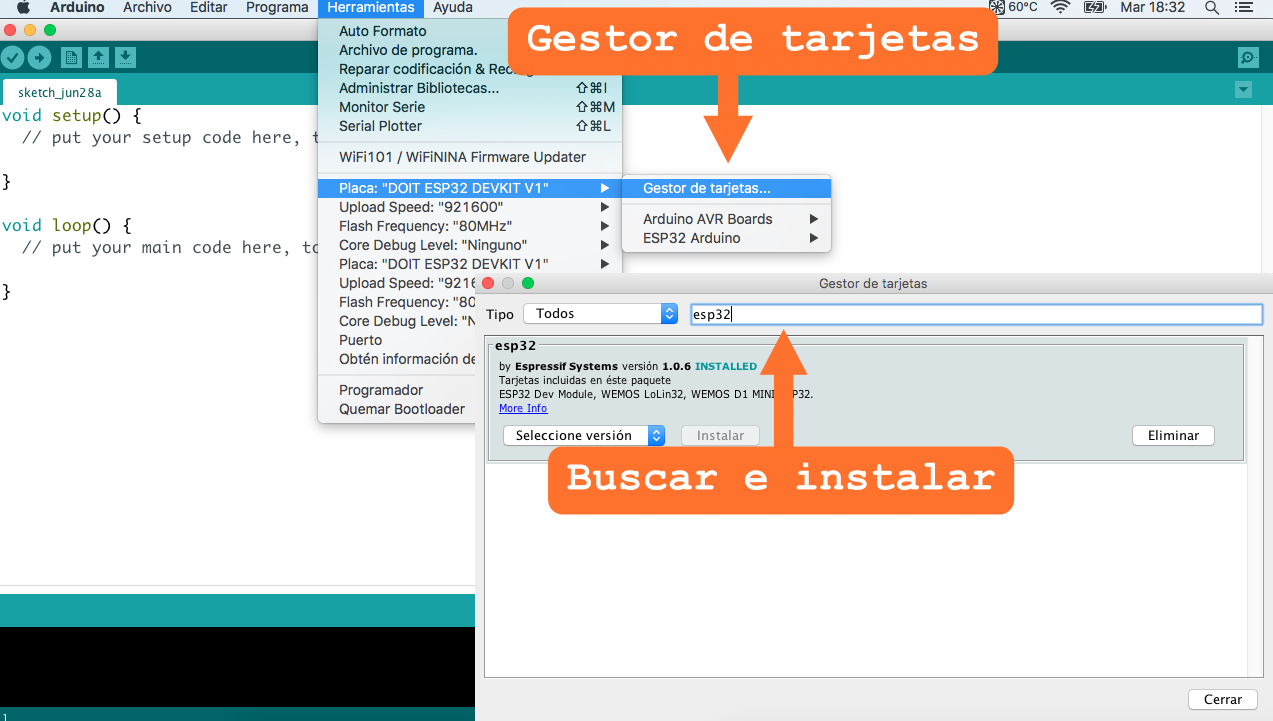 Arduino Archivo Editar Programa Herramientas Ayuda 60°C Mar 18:32
Gestor de tarjetas
sketch_jun28a
void setup() {
// put your setup code here, t
}
void loop() {
// put your main code here, to
}
Auto Formato
Archivo de programa.
Reparar codificación & Rec
Administrar Bibliotecas... ⇧⌘I
Monitor Serie ⇧⌘M
Serial Plotter ⇧⌘L
WiFi101 / WiFiNINA Firmware Updater
Placa: "DOIT ESP32 DEVKIT V1"
Upload Speed: "921600"
Flash Frequency: "80MHz"
Core Debug Level: "Ninguno"
Placa: "DOIT ESP32 DEVKIT V1"
Upload Speed: "9216
Flash Frequency: "80
Core Debug Level: "N
Puerto
Obtén información de
Programador
Quemar Bootloader
Gestor de tarjetas...
Arduino AVR Boards
ESP32 Arduino
Gestor de tarjetas
Tipo Todos esp32
esp32
by Espressif Systems versión 1.0.6 INSTALLED
Tarjetas incluidas en éste paquete
ESP32 Dev Module, WEMOS LoLin32, WEMOS D1 MINI P32.
More Info
Seleccione versión Instalar Eliminar
Buscar e instalar
Cerrar
1